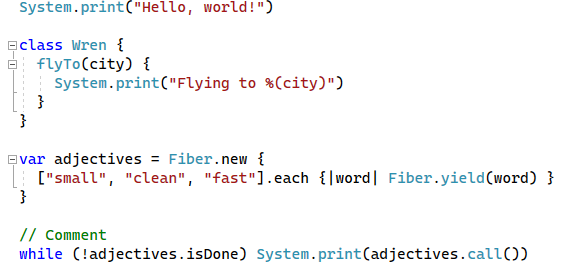 System.print("Hello, world!")
class Wren {
flyTo(city) {
System.print("Flying to %(city)")
}
}
var adjectives = Fiber.new {
["small", "clean", "fast"].each {|word| Fiber.yield(word) }
}
// Comment
while (!adjectives.isDone) System.print(adjectives.call())